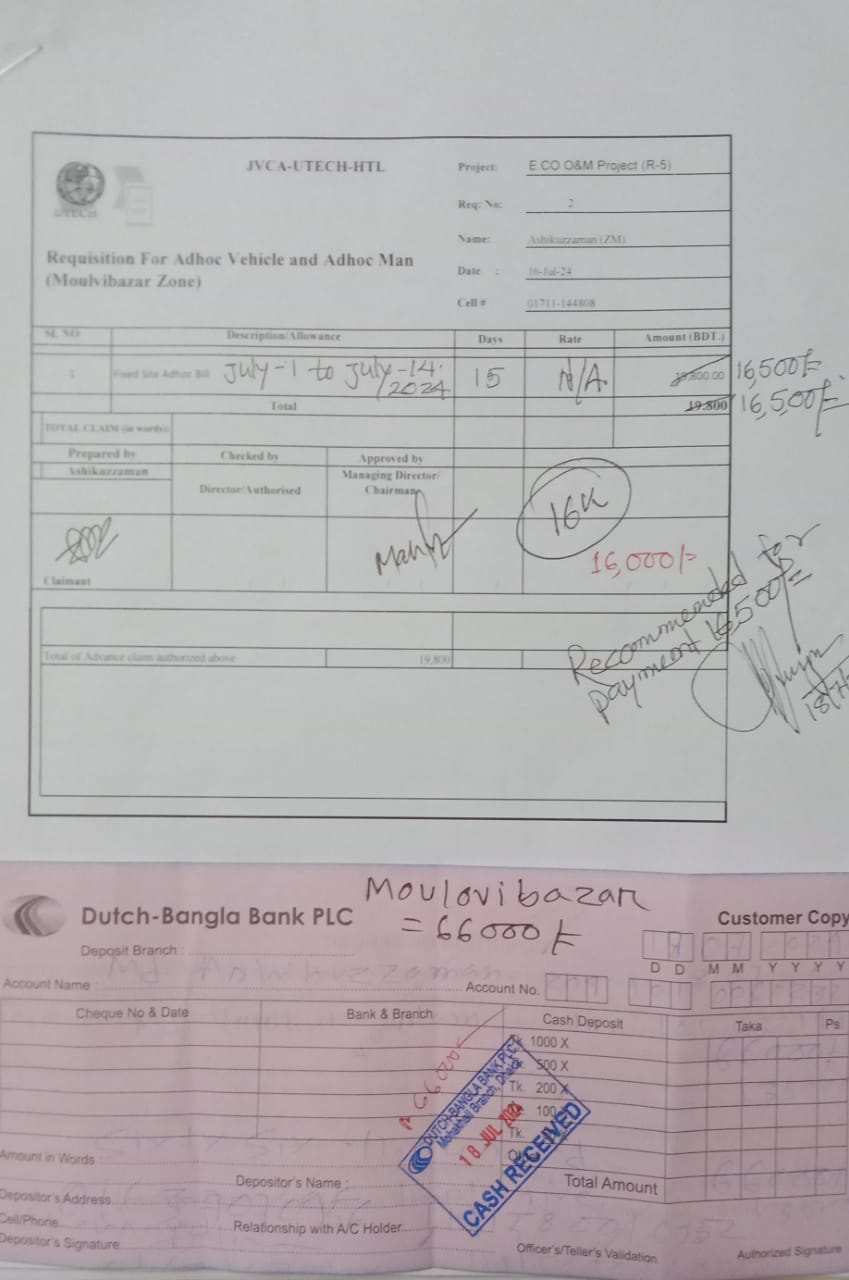 UTECH
JVCA-UTECH-HTL
Project: E.CO O&M Project (R-5)
Req: No: 2
Name: Ashikuzzaman (ZM)
Requisition For Adhoc Vehicle and Adhoc Man
(Moulvibazar Zone)
Date : 16-Jul-24
Cell # 01711-144808
SL NO Description/Allowance Days Rate Amount (BDT.)
1 Fixed Site Adhoc Bill July-1 to July-14. 2024 15 N/A 19,800.00 16,500/-
Total 19,800 16,500/-
TOTAL CLAIM (in words):
Prepared by Checked by Approved by
Ashikuzzaman Director/Authorised Managing Director/
Chairman
16K
16,000/-
Claimant
Recommended for
payment 16,500/-
18/7/
Total of Advance claim authorized above 19,800
Moulovibazar
= 66000/-
Dutch-Bangla Bank PLC
Customer Copy
Deposit Branch :
D D M M Y Y Y Y
Account Name : Account No.
Cheque No & Date Bank & Branch Cash Deposit Taka Ps
Tk. 1000 X
500 X
Tk. 200 X
100
Tk.
66000
DUTCH-BANGLA BANK PLC
Mohakhali Branch, Dhaka
18 JUL 2024
CASH RECEIVED
Amount in Words
Total Amount
Depositor's Name :
Depositor's Address
Cell/Phone
Relationship with A/C Holder
Depositor's Signature
Officer's/Teller's Validation
Authorized Signature